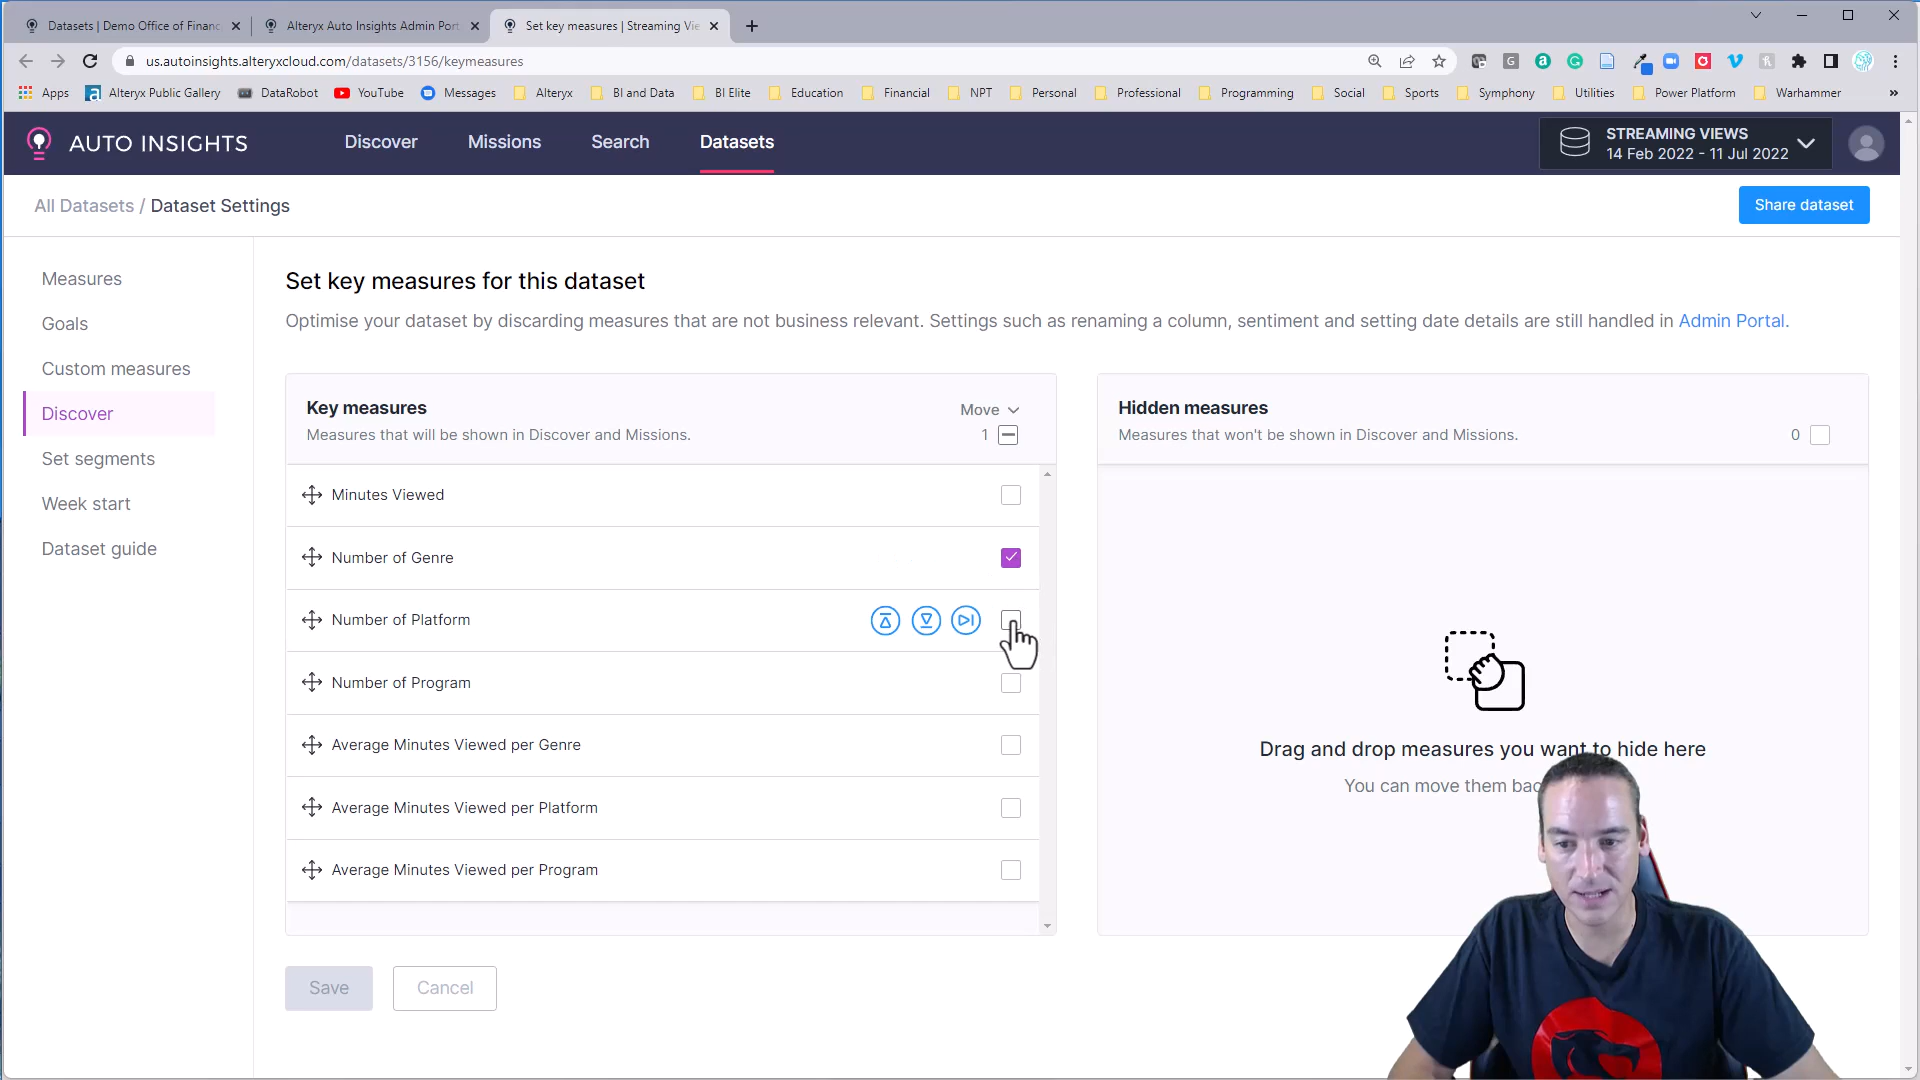 Datasets | Demo Office of Financ
Alteryx Auto Insights Admin Port
Set key measures | Streaming Vie
us.autoinsights.alteryxcloud.com/datasets/3156/keymeasures
Apps
Alteryx Public Gallery
DataRobot
YouTube
Messages
Alteryx
BI and Data
BI Elite
Education
Financial
NPT
Personal
Professional
Programming
Social
Sports
Symphony
Utilities
Power Platform
Warhammer
AUTO INSIGHTS
Discover
Missions
Search
Datasets
STREAMING VIEWS
14 Feb 2022 - 11 Jul 2022
All Datasets / Dataset Settings
Share dataset
Measures
Goals
Custom measures
Discover
Set segments
Week start
Dataset guide
Set key measures for this dataset
Optimise your dataset by discarding measures that are not business relevant. Settings such as renaming a column, sentiment and setting date details are still handled in Admin Portal.
Key measures
Move
Measures that will be shown in Discover and Missions.
1
Minutes Viewed
Number of Genre
Number of Platform
Number of Program
Average Minutes Viewed per Genre
Average Minutes Viewed per Platform
Average Minutes Viewed per Program
Hidden measures
Measures that won't be shown in Discover and Missions.
0
Drag and drop measures you want to hide here
You can move them bac
Save
Cancel